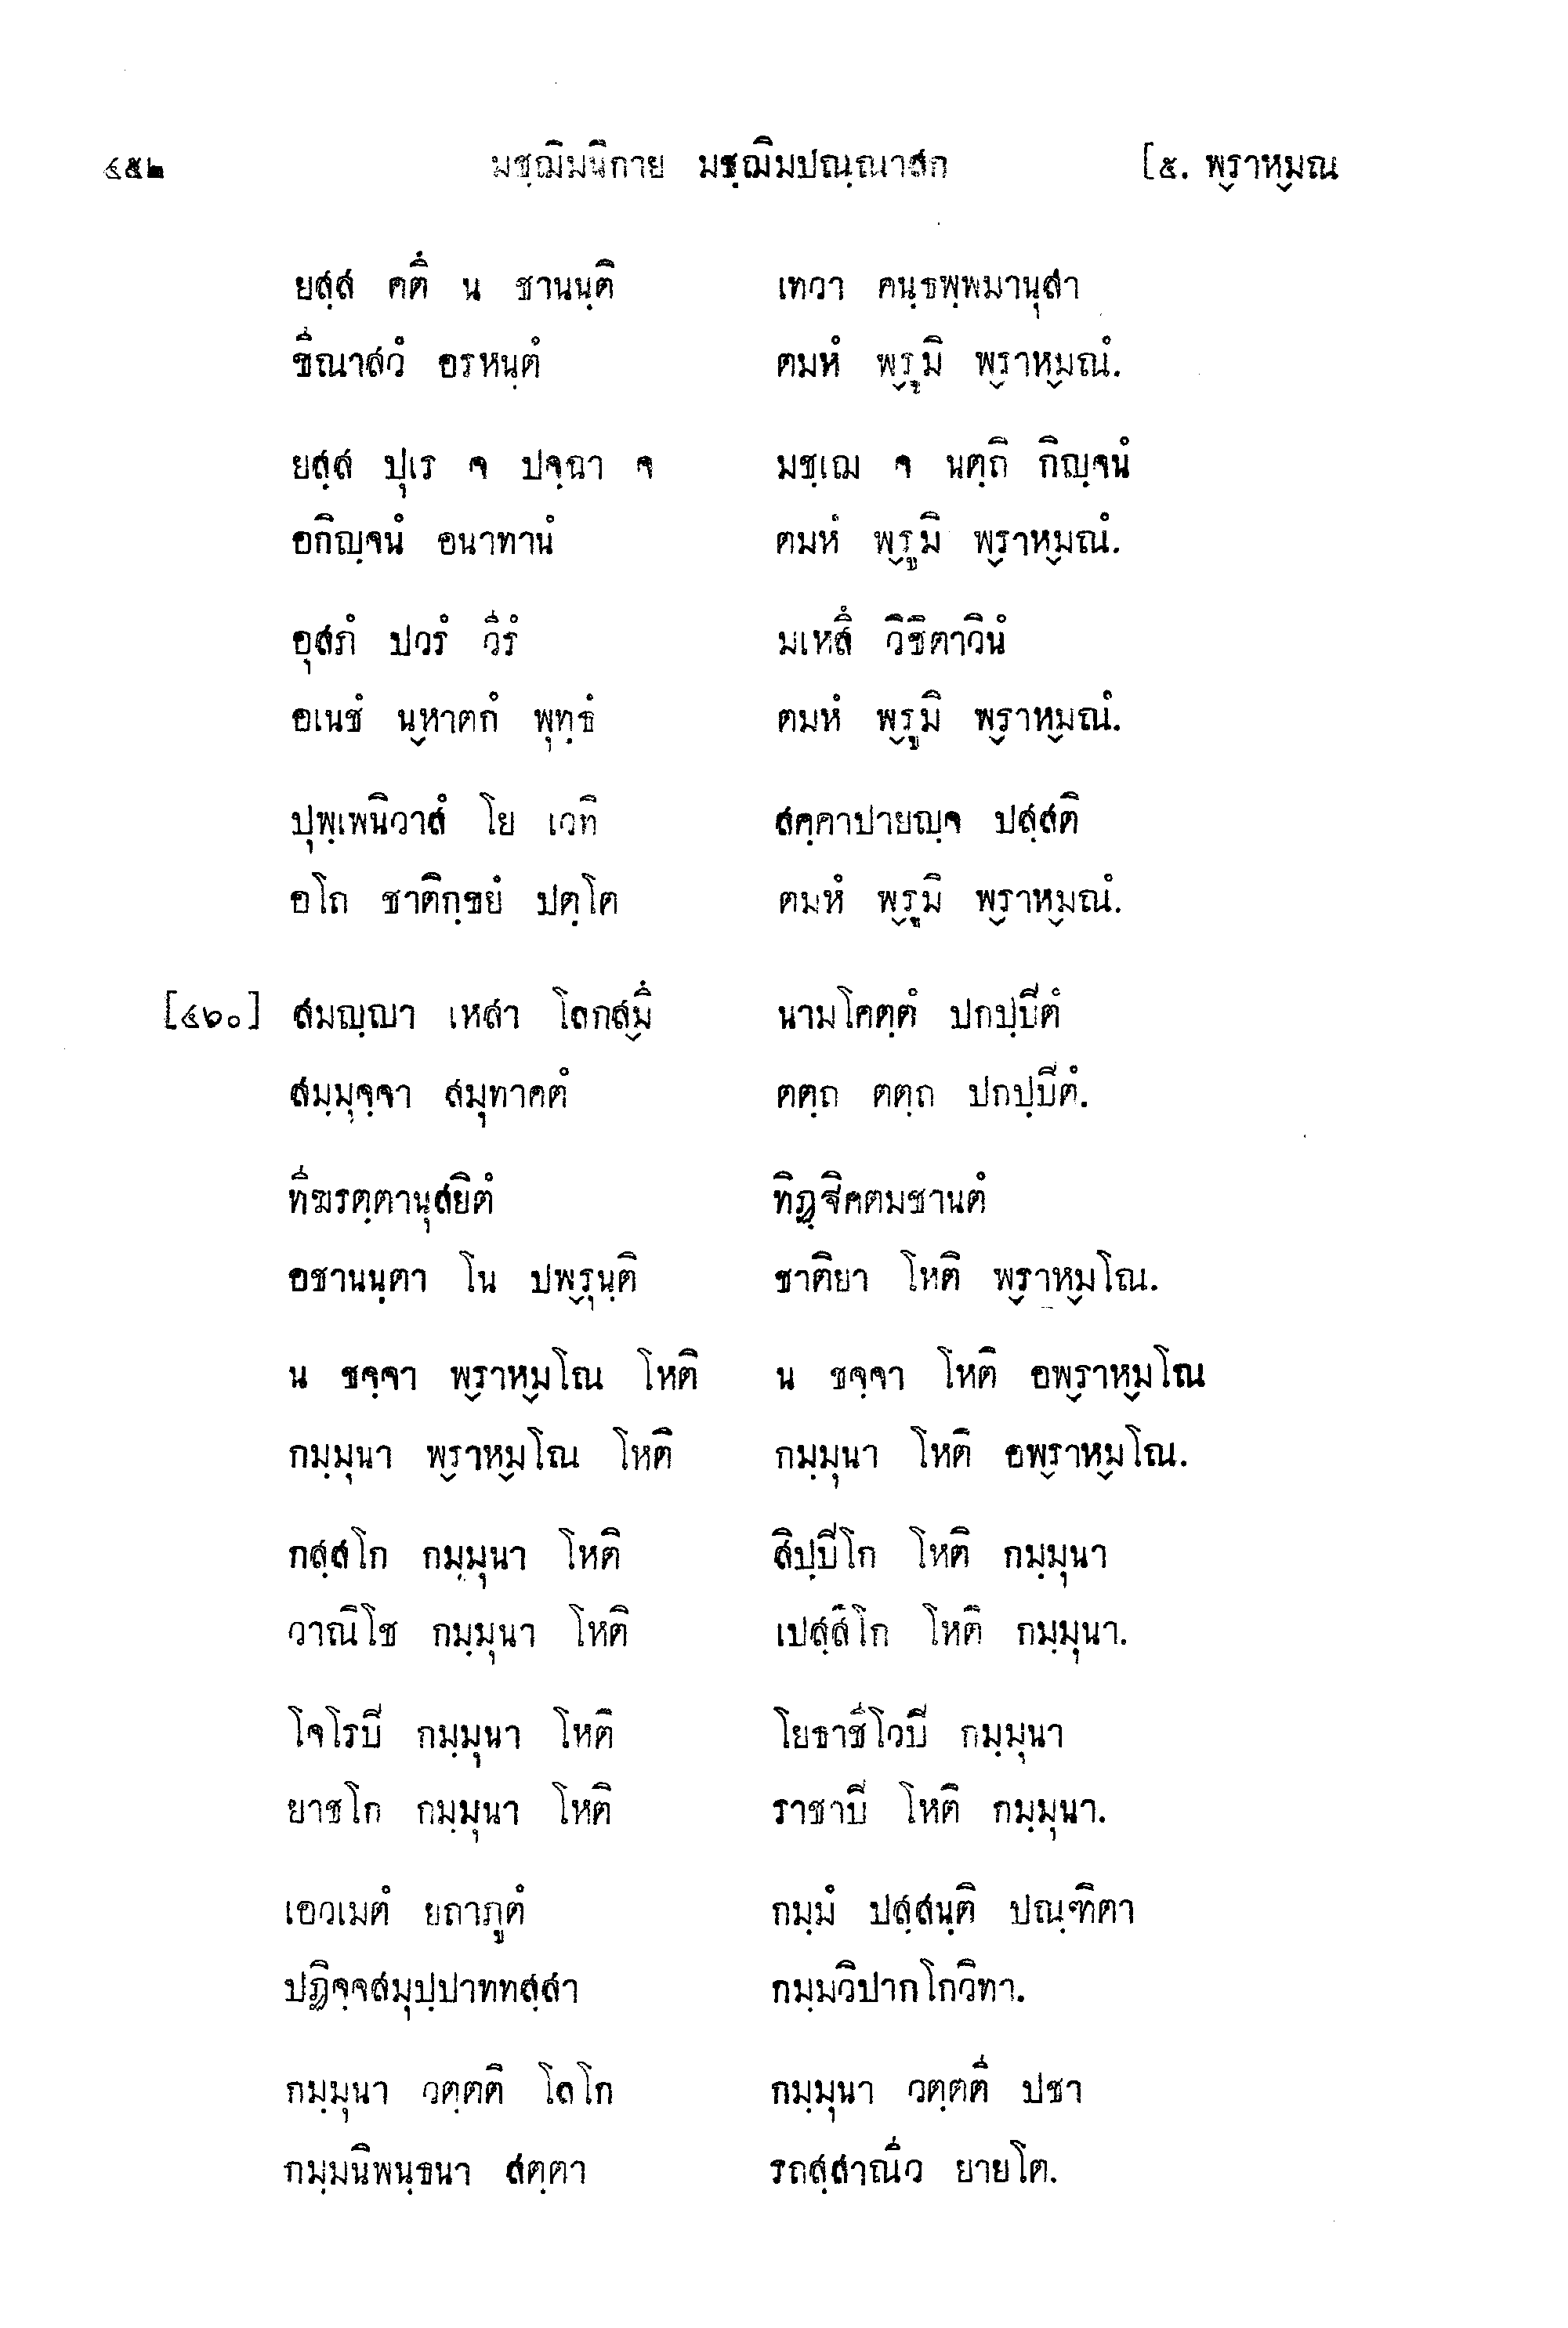 ๔๕๒ มชฺฌิมนิกาย มชฺฌิมปณฺณาสก [๕. พ๎ราห๎มณ
ยสฺส คตึ น ชานนฺติ เทวา คนฺธพฺพมานุสา
ขีณาสวํ อรหนฺตํ ตมหํ พ๎รูมิ พ๎ราห๎มณํ.
ยสฺส ปุเร จ ปจฺฉา จ มชฺเฌ จ นตฺถิ กิญฺจนํ
อกิญฺจนํ อนาทานํ ตมหํ พ๎รูมิ พ๎ราห๎มณํ.
อุสภํ ปวรํ วีรํ มเหสึ วิชิตาวินํ
อเนชํ น๎หาตกํ พุทฺธํ ตมหํ พ๎รูมิ พ๎ราห๎มณํ.
ปุพฺเพนิวาสํ โย เวทิ สคฺคาปายญฺจ ปสฺสติ
อโถ ชาติกฺขยํ ปตฺโต ตมหํ พ๎รูมิ พ๎ราห๎มณํ.
[๔๖๐] สมญฺญา เหสา โลกส๎มึ นามโคตฺตํ ปกปฺปิตํ
สมฺมุจฺจา สมุทาคตํ ตตฺถ ตตฺถ ปกปฺปิตํ.
ทีฆรตฺตานุสยิตํ ทิฏฺฐิคตมชานตํ
อชานนฺตา โน ปพ๎รุนฺติ ชาติยา โหติ พ๎ราห๎มโณ.
น ชจฺจา พ๎ราห๎มโณ โหติ น ชจฺจา โหติ อพ๎ราห๎มโณ
กมฺมุนา พ๎ราห๎มโณ โหติ กมฺมุนา โหติ อพ๎ราห๎มโณ.
กสฺสโก กมฺมุนา โหติ สิปฺปิโก โหติ กมฺมุนา
วาณิโช กมฺมุนา โหติ เปสฺสิโก โหติ กมฺมุนา.
โจโรปิ กมฺมุนา โหติ โยธาชีโวปิ กมฺมุนา
ยาชโก กมฺมุนา โหติ ราชาปิ โหติ กมฺมุนา.
เอวเมตํ ยถาภูตํ กมฺมํ ปสฺสนฺติ ปณฺฑิตา
ปฏิจฺจสมุปฺปาททสฺสา กมฺมวิปากโกวิทา.
กมฺมุนา วตฺตติ โลโก กมฺมุนา วตฺตตี ปชา
กมฺมนิพนฺธนา สตฺตา รถสฺสาณีว ยายโต.